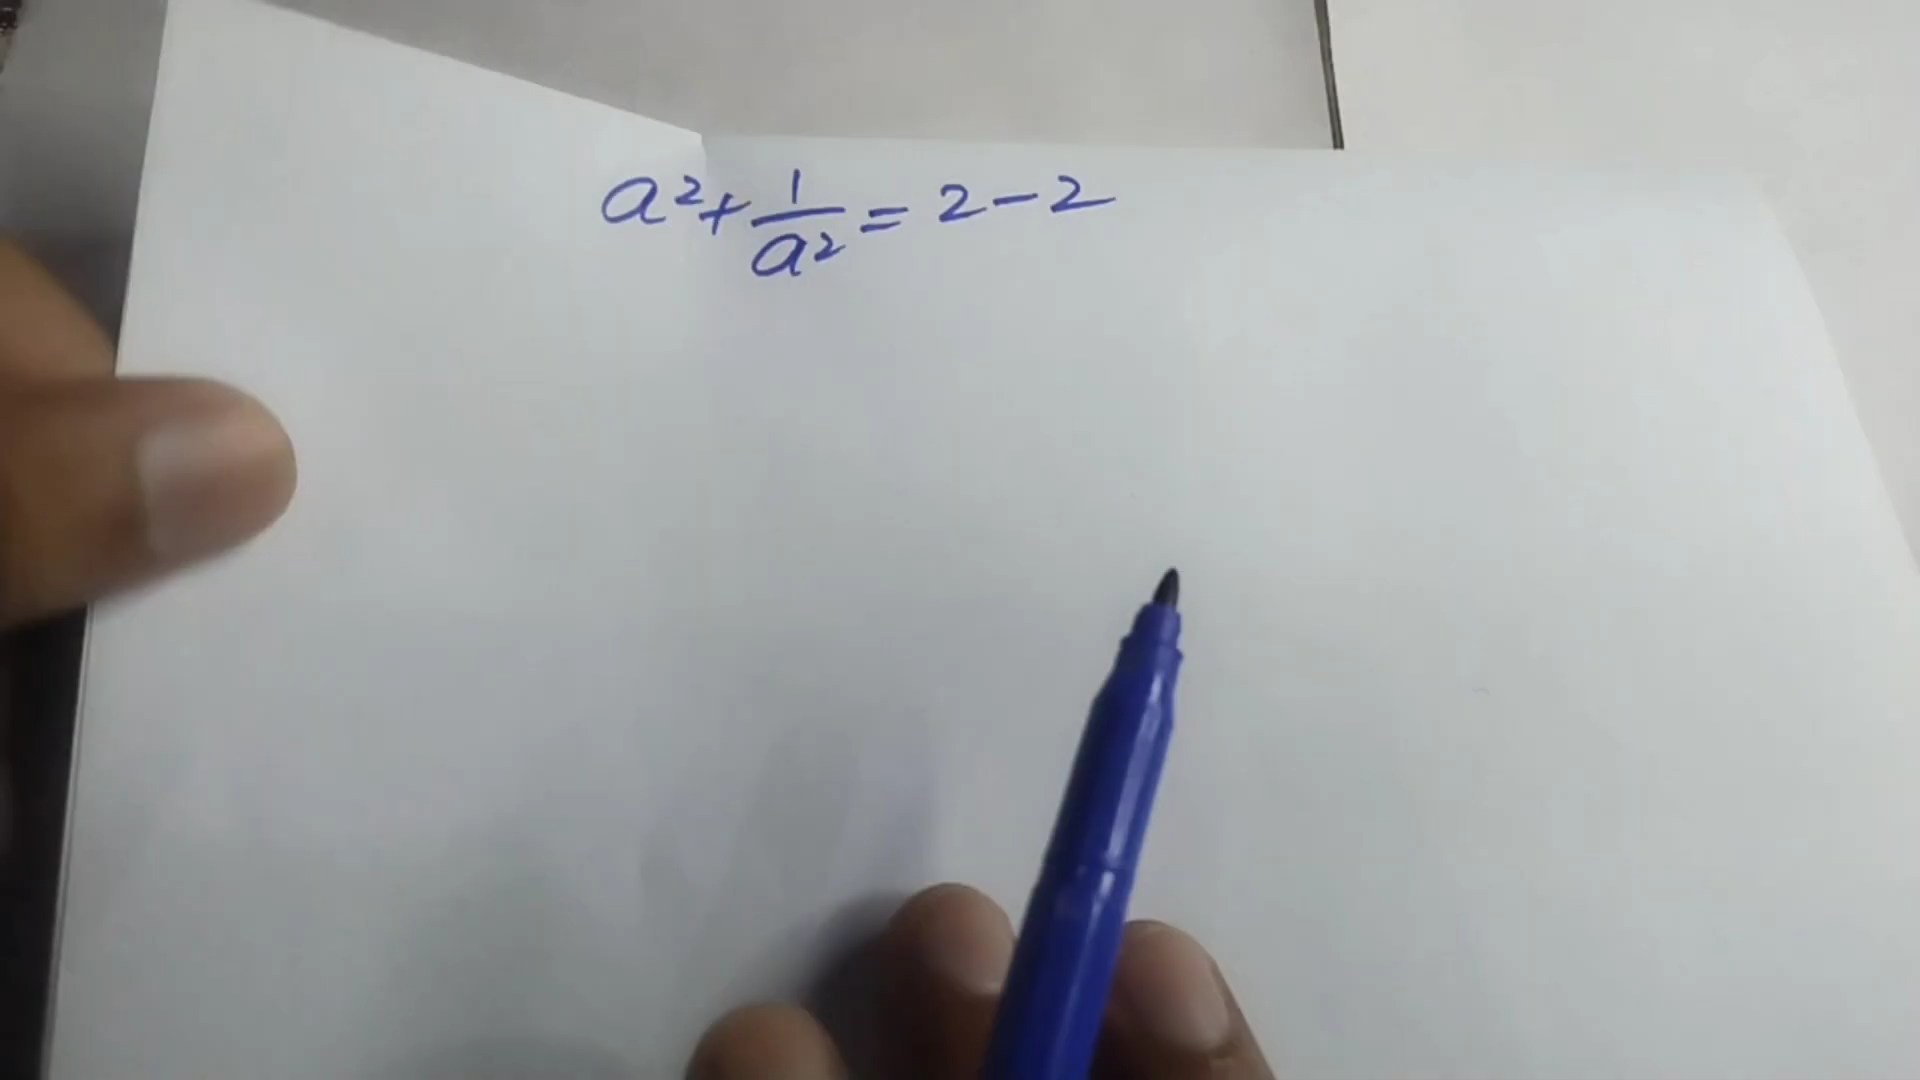 a² + 1/a² = 2 - 2